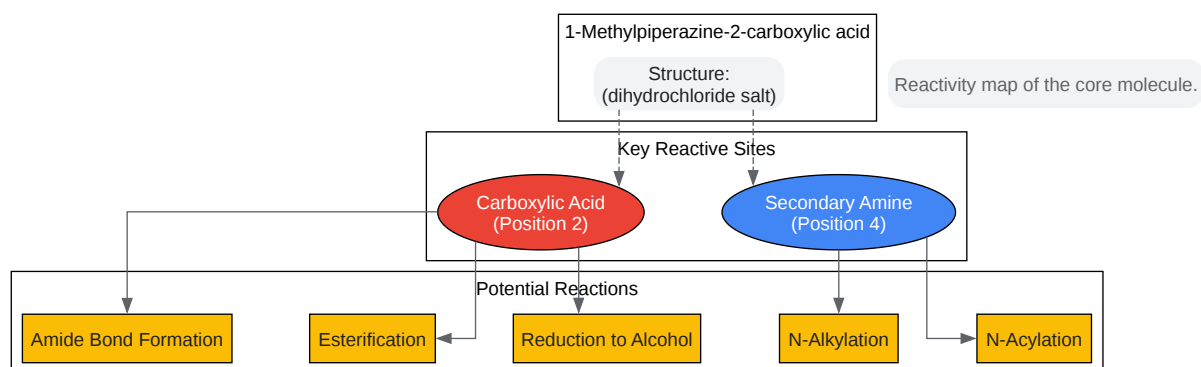 1-Methylpiperazine-2-carboxylic acid
Structure:
(dihydrochloride salt)
Reactivity map of the core molecule.
Key Reactive Sites
Carboxylic Acid
(Position 2)
Secondary Amine
(Position 4)
Potential Reactions
Amide Bond Formation
Esterification
Reduction to Alcohol
N-Alkylation
N-Acylation